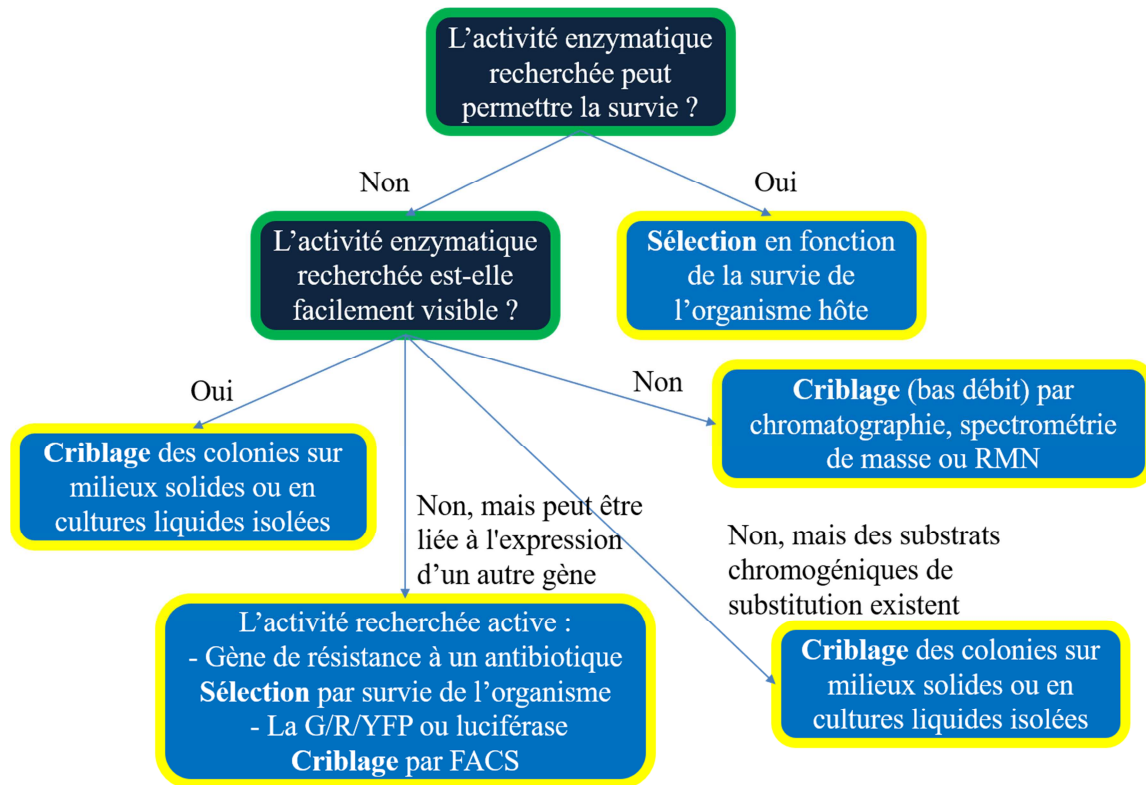 L’activité enzymatique
recherchée peut
permettre la survie ?
Non
Oui
L’activité enzymatique
recherchée est-elle
facilement visible ?
Sélection en fonction
de la survie de
l’organisme hôte
Oui
Non
Criblage (bas débit) par
chromatographie, spectrométrie
de masse ou RMN
Criblage des colonies sur
milieux solides ou en
cultures liquides isolées
Non, mais peut être
liée à l'expression
d’un autre gène
Non, mais des substrats
chromogéniques de
substitution existent
L’activité recherchée active :
- Gène de résistance à un antibiotique
Sélection par survie de l’organisme
- La G/R/YFP ou luciférase
Criblage par FACS
Criblage des colonies sur
milieux solides ou en
cultures liquides isolées